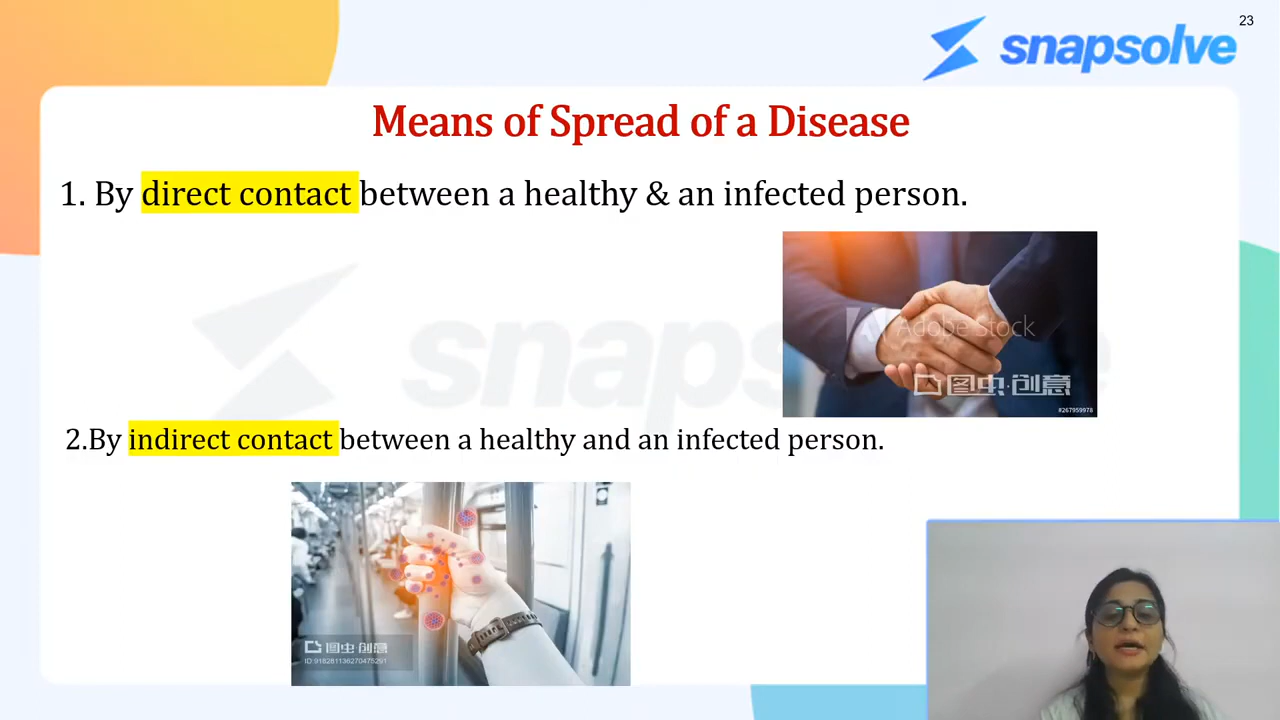 23
snapsolve
Means of Spread of a Disease
1. By direct contact between a healthy & an infected person.
snapsolve
Adobe Stock
图虫·创意
#267959978
2.By indirect contact between a healthy and an infected person.
图虫·创意
ID:918281136270475291